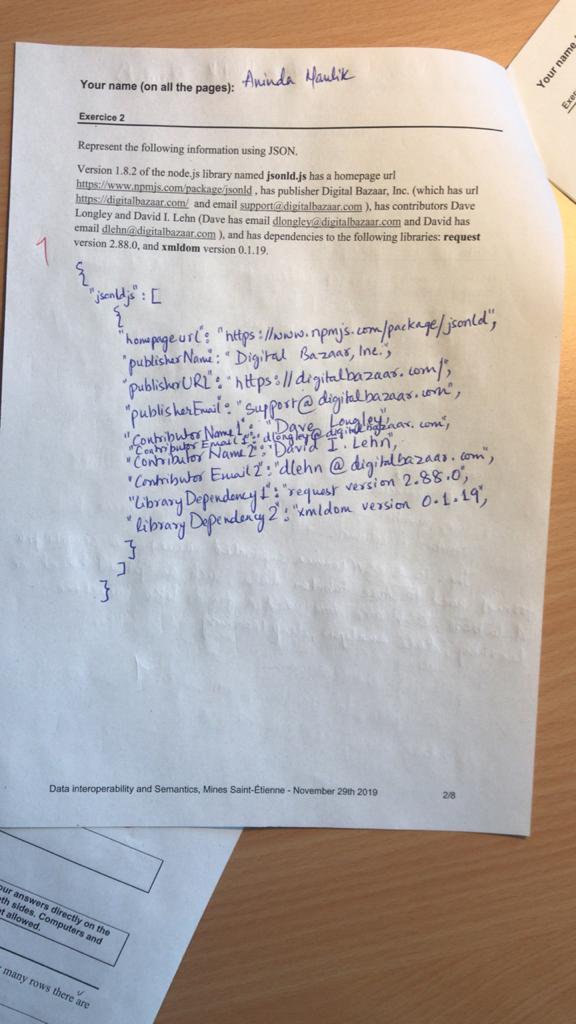 Your name (on all the pages): Aninda Maulik
Exercice 2
Represent the following information using JSON.
Version 1.8.2 of the node.js library named jsonld.js has a homepage url
https://www.npmjs.com/package/jsonld , has publisher Digital Bazaar, Inc. (which has url
https://digitalbazaar.com/ and email support@digitalbazaar.com ), has contributors Dave
Longley and David I. Lehn (Dave has email dlongley@digitalbazaar.com and David has
email dlehn@digitalbazaar.com ), and has dependencies to the following libraries: request
version 2.88.0, and xmldom version 0.1.19.
1
{
"jsonldjs" : [
{
"homepage url": "https://www.npmjs.com/package/jsonld",
"publisherName: "Digital Bazaar, Inc.",
"publisherURL": "https://digitalbazaar.com/",
"publisherEmail": "support@digitalbazaar.com",
"Contributor Name1": "Dave Longley",
"Contributor Email1": "dlongley@digitalbazaar.com",
"Contributor Name2": "David I. Lehn",
"Contributor Email2": "dlehn@digitalbazaar.com",
"Library Dependency1": "request version 2.88.0",
"library Dependency2": "xmldom version 0.1.19",
}
]
}
Data interoperability and Semantics, Mines Saint-Étienne - November 29th 2019
2/8
Your name
Exer
our answers directly on the
th sides. Computers and
t allowed.
many rows there are